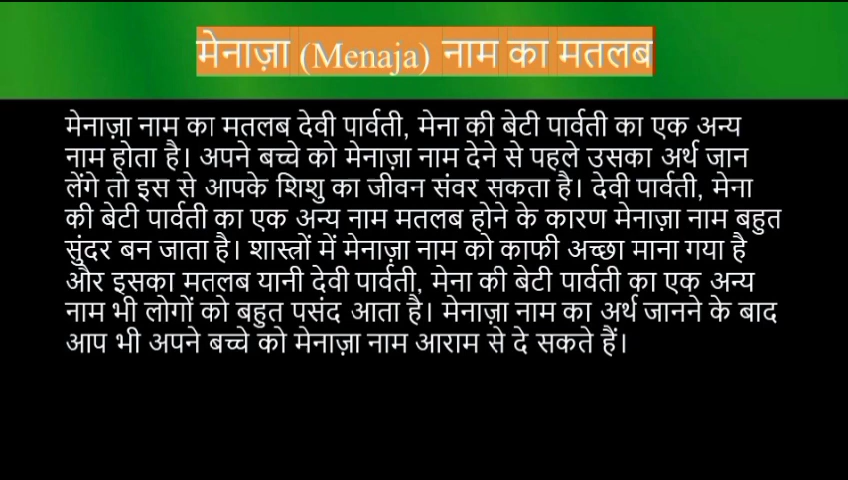 मेनाज़ा (Menaja) नाम का मतलब
मेनाज़ा नाम का मतलब देवी पार्वती, मेना की बेटी पार्वती का एक अन्य
नाम होता है। अपने बच्चे को मेनाज़ा नाम देने से पहले उसका अर्थ जान
लेंगे तो इस से आपके शिशु का जीवन संवर सकता है। देवी पार्वती, मेना
की बेटी पार्वती का एक अन्य नाम मतलब होने के कारण मेनाज़ा नाम बहुत
सुंदर बन जाता है। शास्त्रों में मेनाज़ा नाम को काफी अच्छा माना गया है
और इसका मतलब यानी देवी पार्वती, मेना की बेटी पार्वती का एक अन्य
नाम भी लोगों को बहुत पसंद आता है। मेनाज़ा नाम का अर्थ जानने के बाद
आप भी अपने बच्चे को मेनाज़ा नाम आराम से दे सकते हैं।